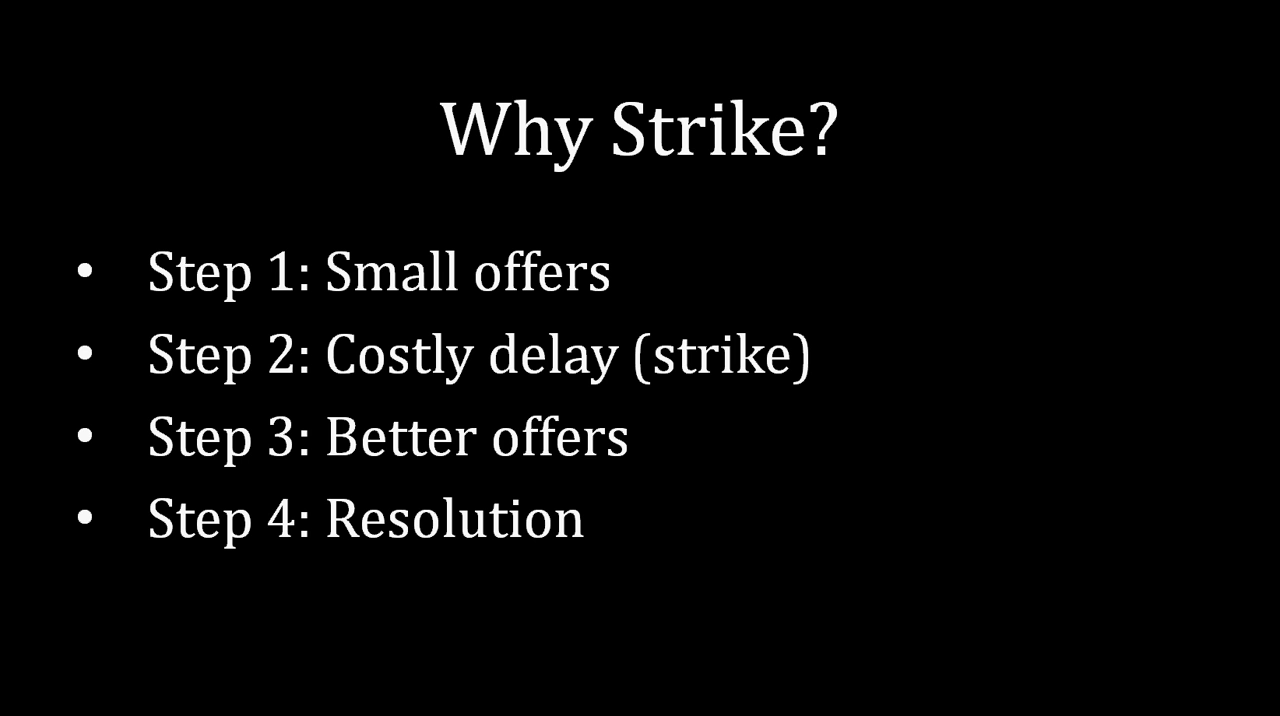 Why Strike?
• Step 1: Small offers
• Step 2: Costly delay (strike)
• Step 3: Better offers
• Step 4: Resolution